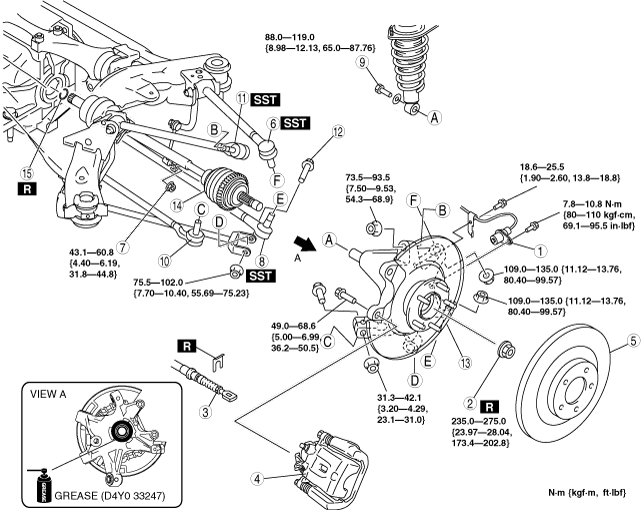 88.0—119.0
{8.98—12.13, 65.0—87.76}
9
A
11 SST
B
6 SST
12
15
R
F
14
E
C
D
7
10
8
A
43.1—60.8
{4.40—6.19,
31.8—44.8}
SST
75.5—102.0
{7.70—10.40, 55.69—75.23}
73.5—93.5
{7.50—9.53,
54.3—68.9}
F
B
A
18.6—25.5
{1.90—2.60, 13.8—18.8}
7.8—10.8 N·m
{80—110 kgf·cm,
69.1—95.5 in·lbf}
1
109.0—135.0 {11.12—13.76,
80.40—99.57}
109.0—135.0 {11.12—13.76,
80.40—99.57}
49.0—68.6
{5.00—6.99,
36.2—50.5}
C
E
D
13
5
R
3
31.3—42.1
{3.20—4.29,
23.1—31.0}
2 R
235.0—275.0
{23.97—28.04,
173.4—202.8}
4
VIEW A
GREASE
GREASE (D4Y0 33247)
N·m {kgf·m, ft·lbf}